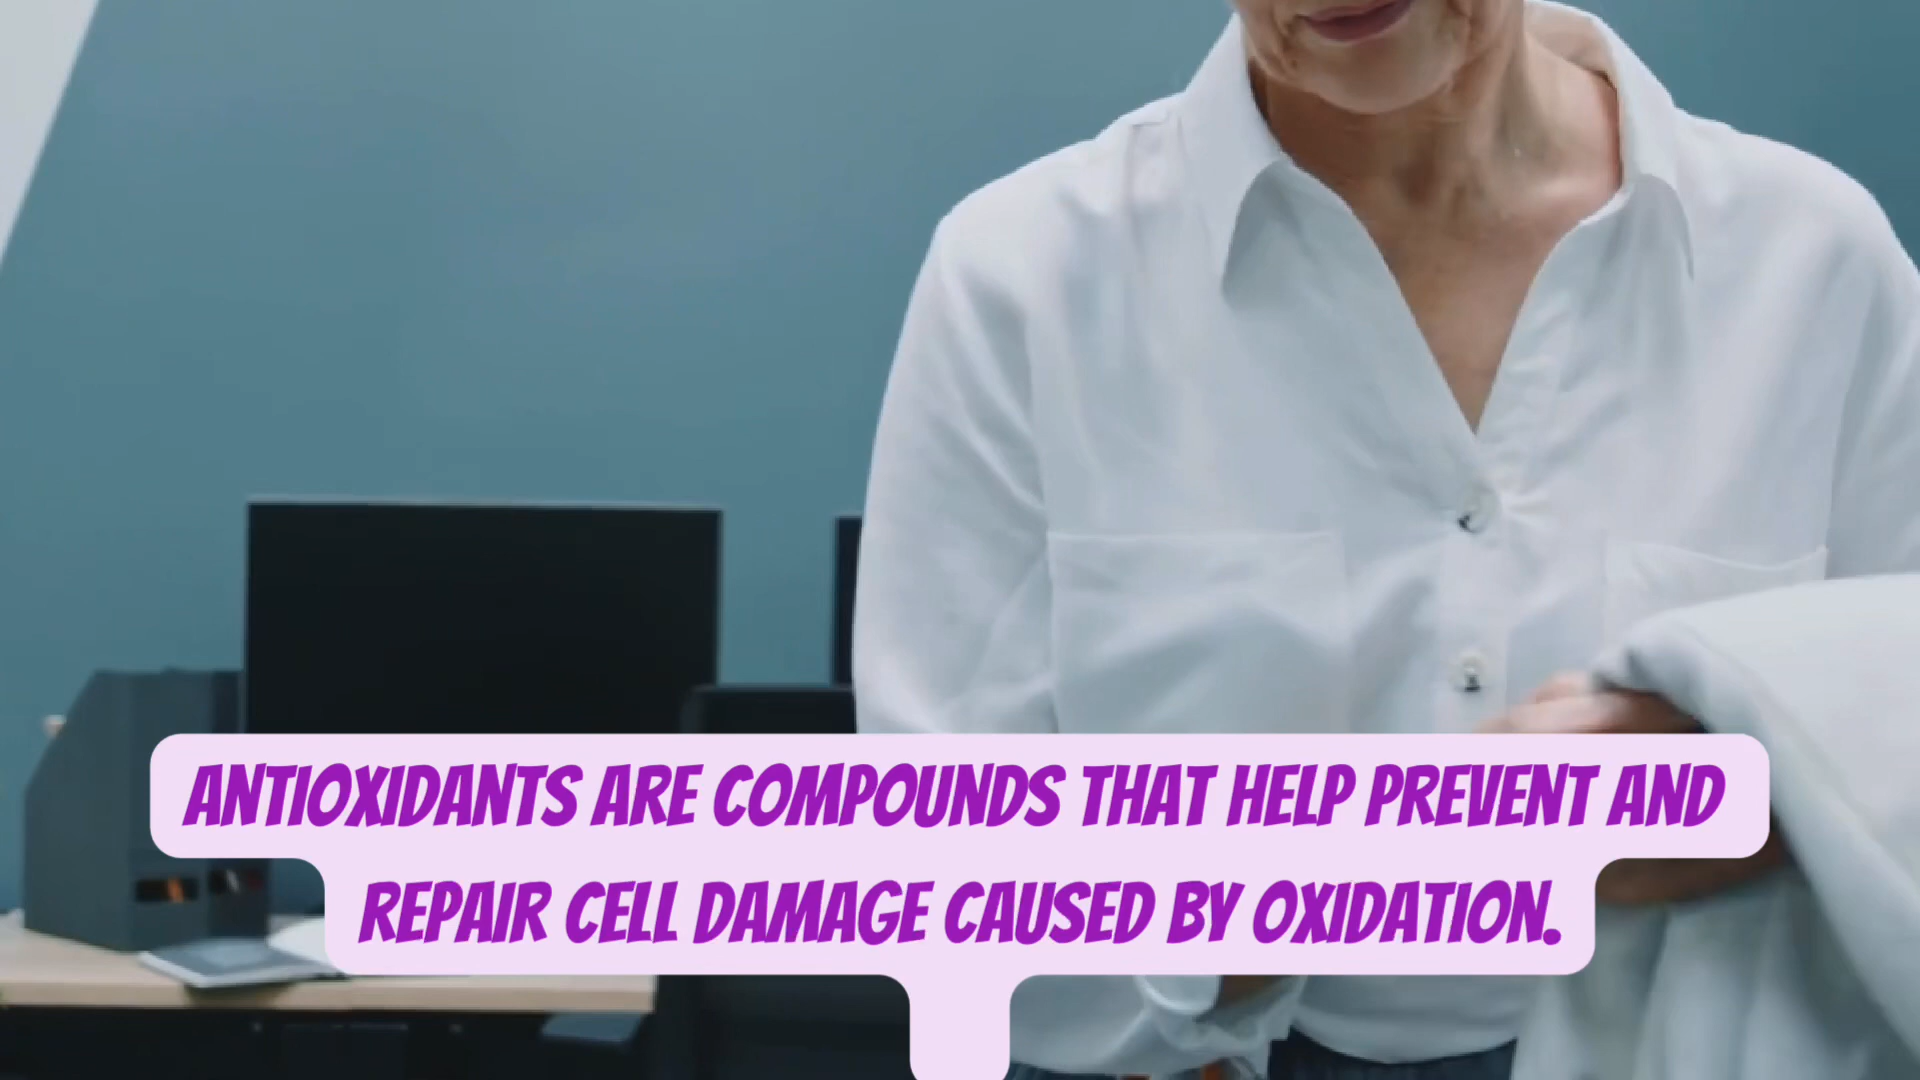 ANTIOXIDANTS ARE COMPOUNDS THAT HELP PREVENT AND
REPAIR CELL DAMAGE CAUSED BY OXIDATION.